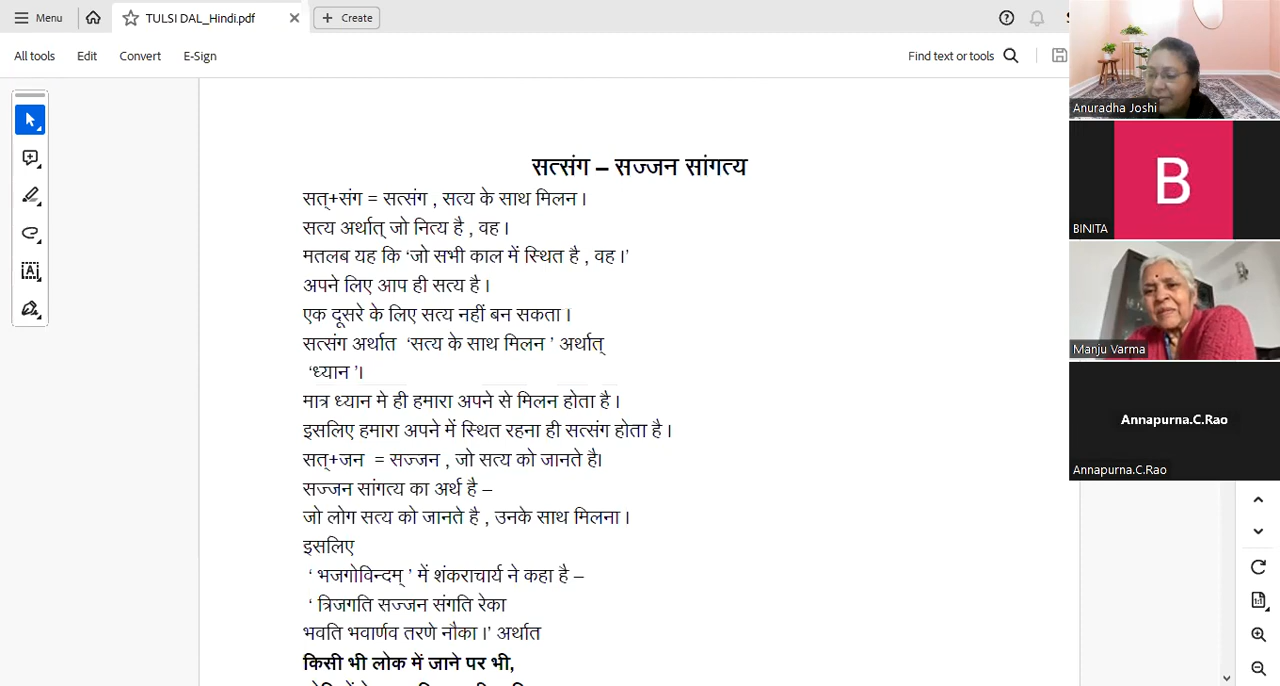 Menu
TULSI DAL_Hindi.pdf
Create
All tools
Edit
Convert
E-Sign
Find text or tools
सत्संग – सज्जन सांगत्य
सत्+संग = सत्संग , सत्य के साथ मिलन ।
सत्य अर्थात् जो नित्य है , वह ।
मतलब यह कि ‘जो सभी काल में स्थित है , वह ।’
अपने लिए आप ही सत्य है ।
एक दूसरे के लिए सत्य नहीं बन सकता ।
सत्संग अर्थात ‘सत्य के साथ मिलन ’ अर्थात्
‘ध्यान ’।
मात्र ध्यान मे ही हमारा अपने से मिलन होता है ।
इसलिए हमारा अपने में स्थित रहना ही सत्संग होता है ।
सत्+जन = सज्जन , जो सत्य को जानते है।
सज्जन सांगत्य का अर्थ है –
जो लोग सत्य को जानते है , उनके साथ मिलना ।
इसलिए
‘ भजगोविन्दम् ’ में शंकराचार्य ने कहा है –
‘ त्रिजगति सज्जन संगति रेका
भवति भवार्णव तरणे नौका ।’ अर्थात
किसी भी लोक में जाने पर भी,
Anuradha Joshi
B
BINITA
Manju Varma
Annapurna.C.Rao
Annapurna.C.Rao